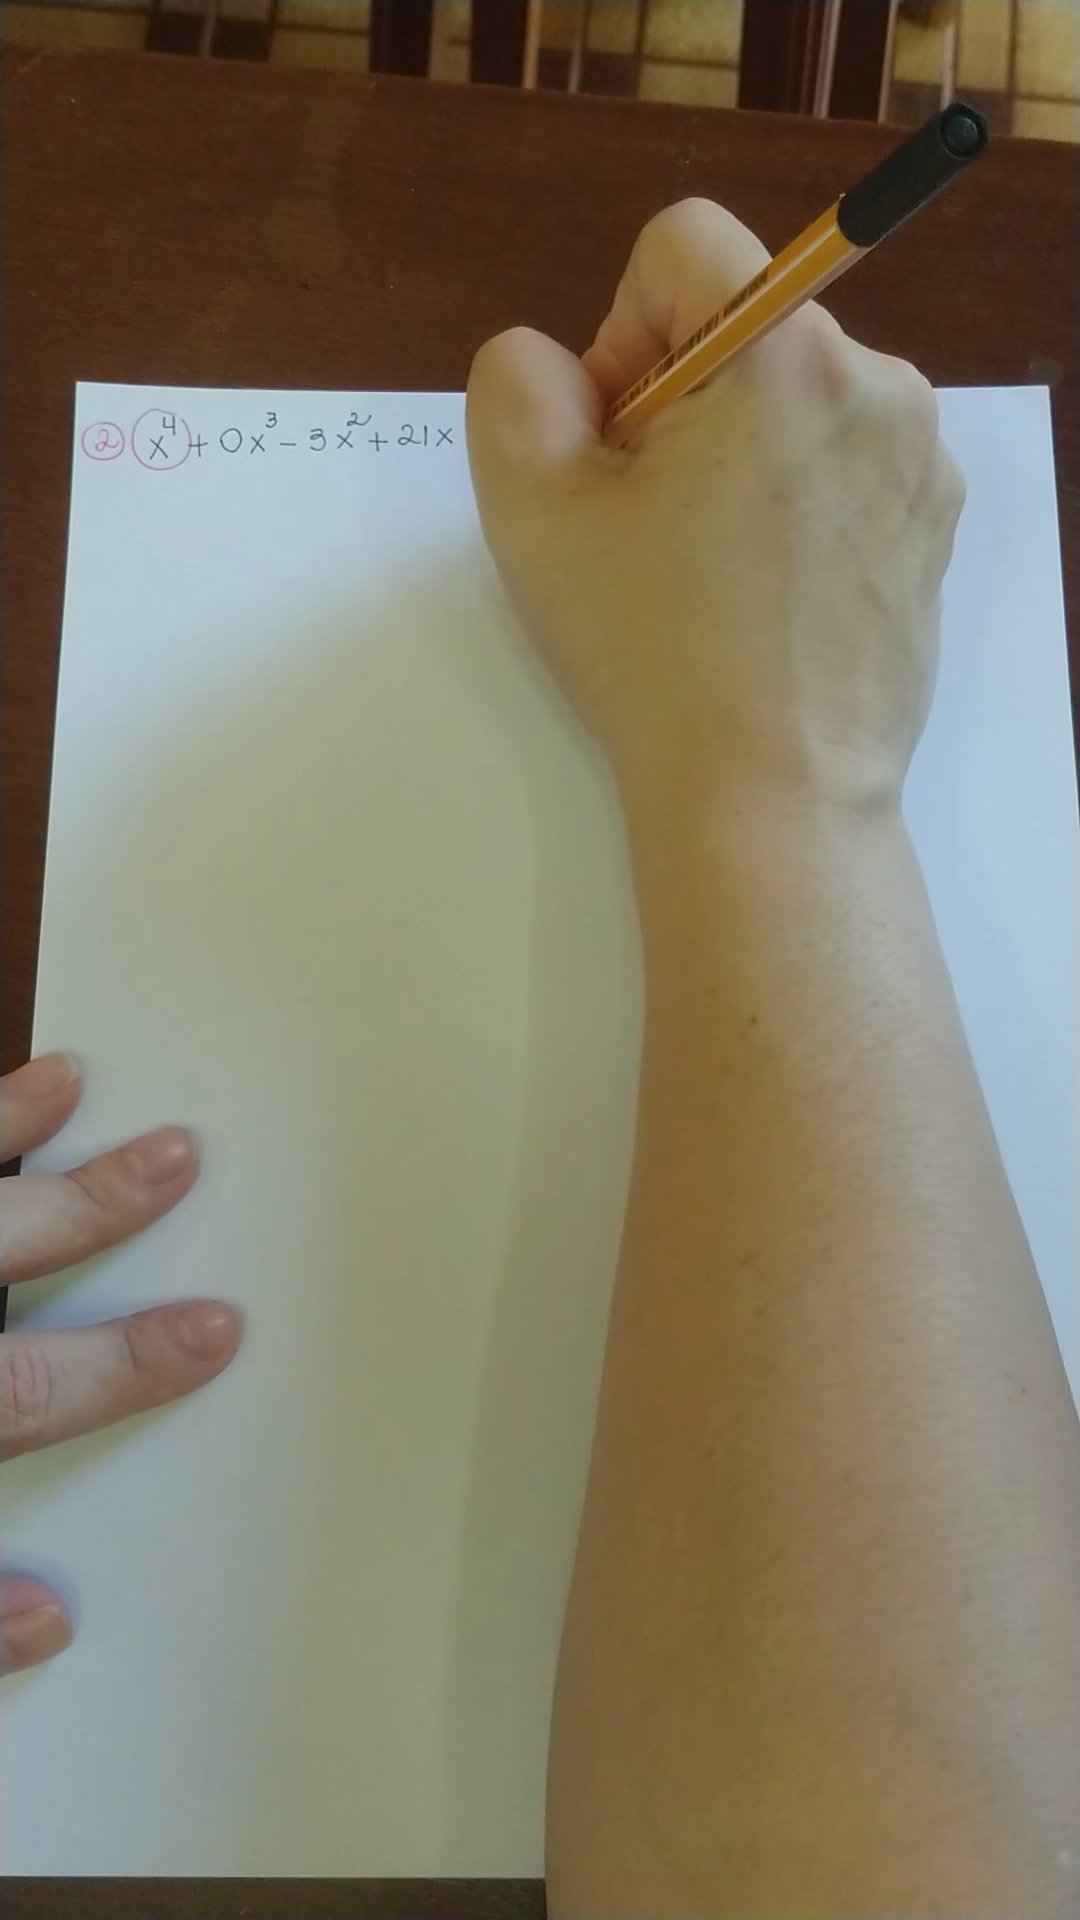 ② x⁴ + 0x³ - 3x² + 21x